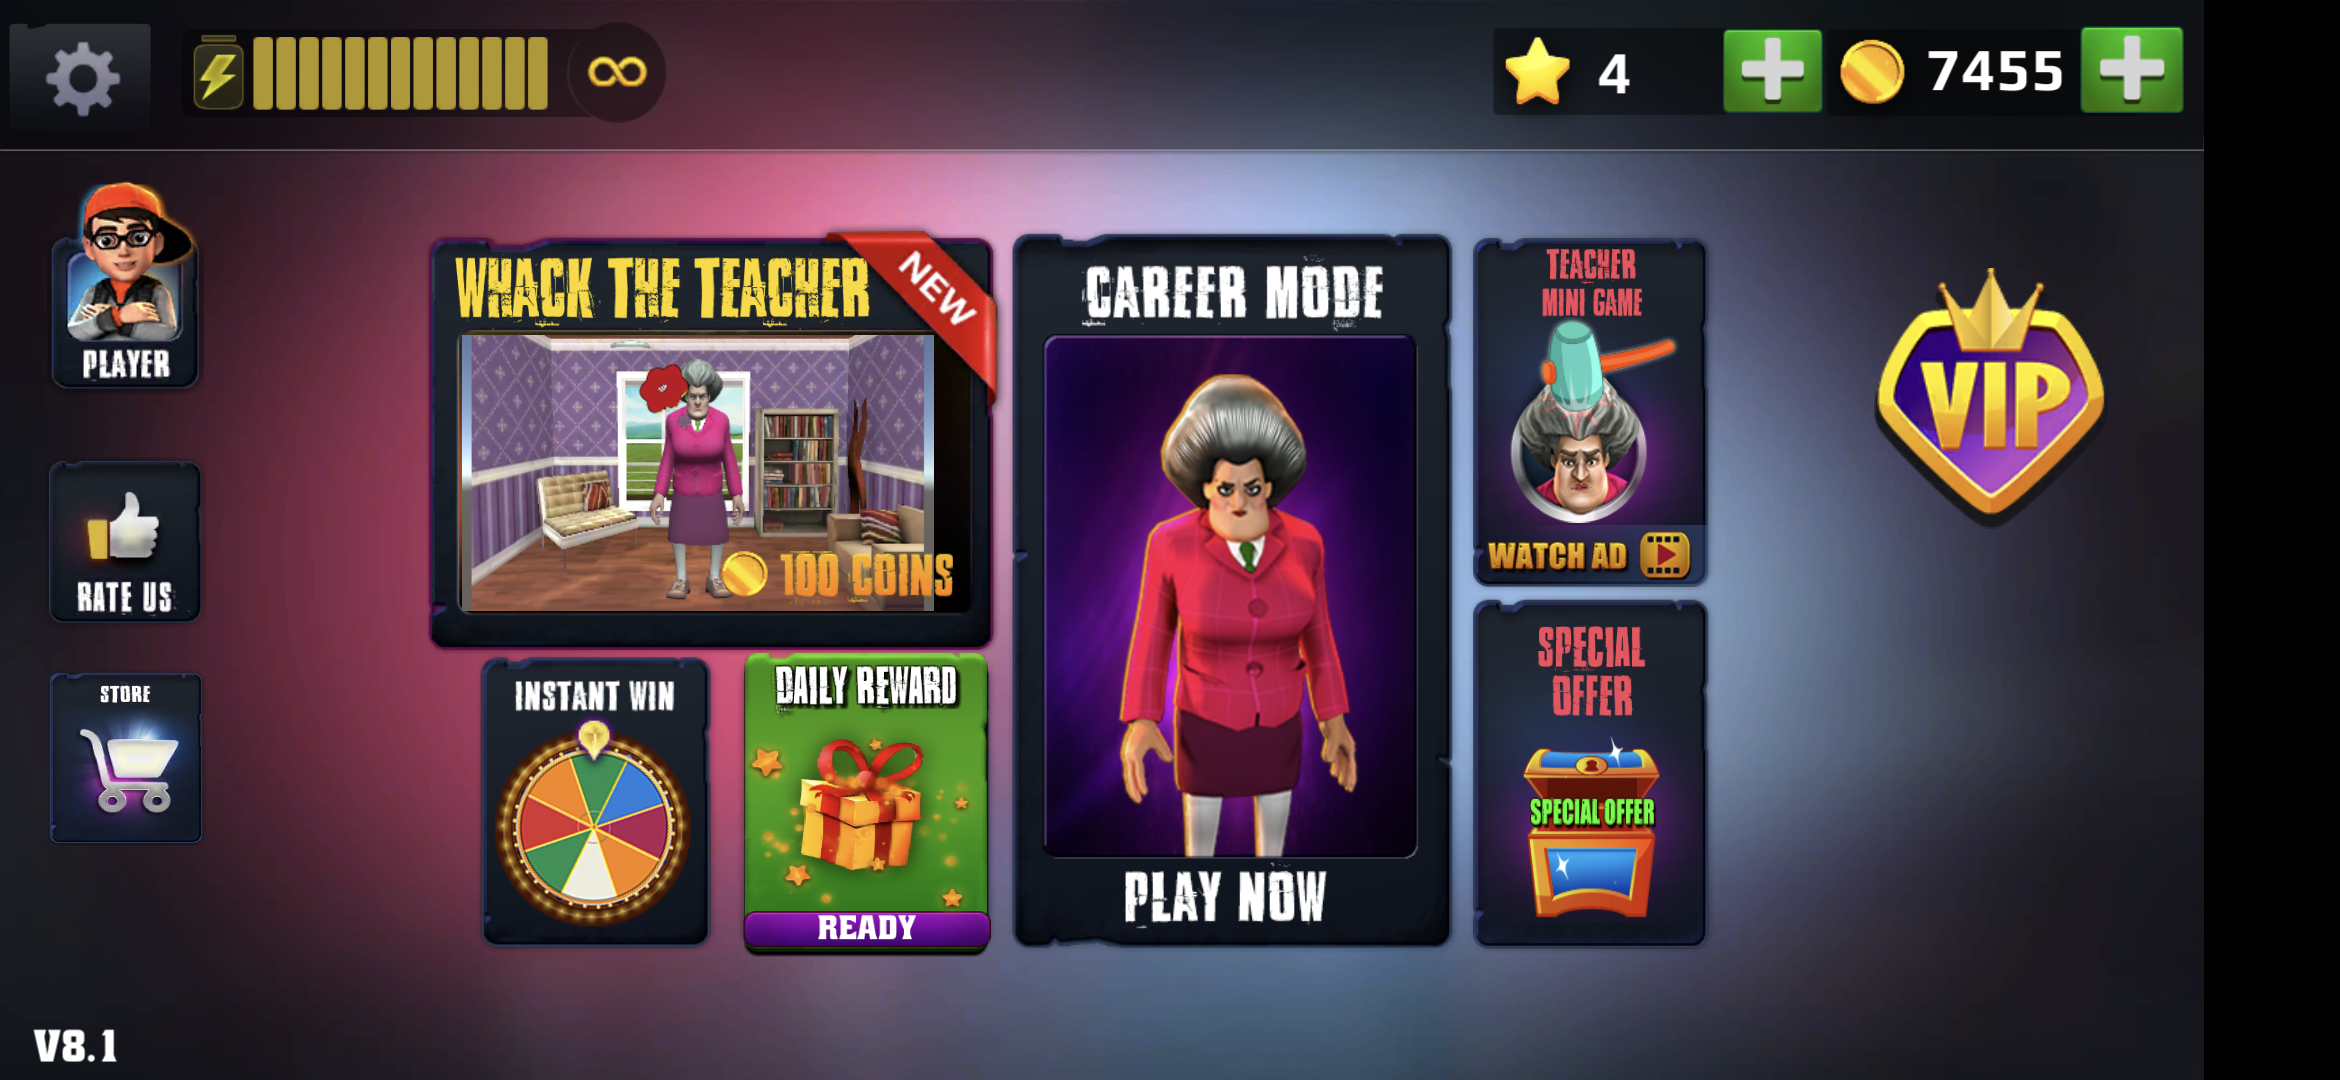 4
7455
PLAYER
RATE US
STORE
WHACK THE TEACHER
NEW
100 COINS
INSTANT WIN
DAILY REWARD
READY
CAREER MODE
PLAY NOW
TEACHER
MINI GAME
WATCH AD
SPECIAL
OFFER
SPECIAL OFFER
VIP
V8.1